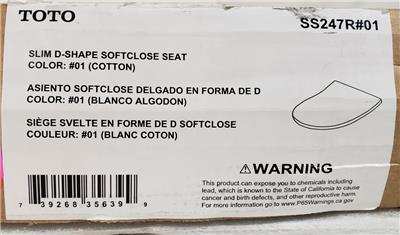 TOTO
SS247R#01
SLIM D-SHAPE SOFTCLOSE SEAT
COLOR: #01 (COTTON)
ASIENTO SOFTCLOSE DELGADO EN FORMA DE D
COLOR: #01 (BLANCO ALGODON)
SIÈGE SVELTE EN FORME DE D SOFTCLOSE
COULEUR: #01 (BLANC COTON)
7 39268 35639 9
⚠WARNING
This product can expose you to chemicals including
lead, which is known to the State of California to cause
cancer and birth defects, and other reproductive harm.
For more information go to www.P65Warnings.ca.gov